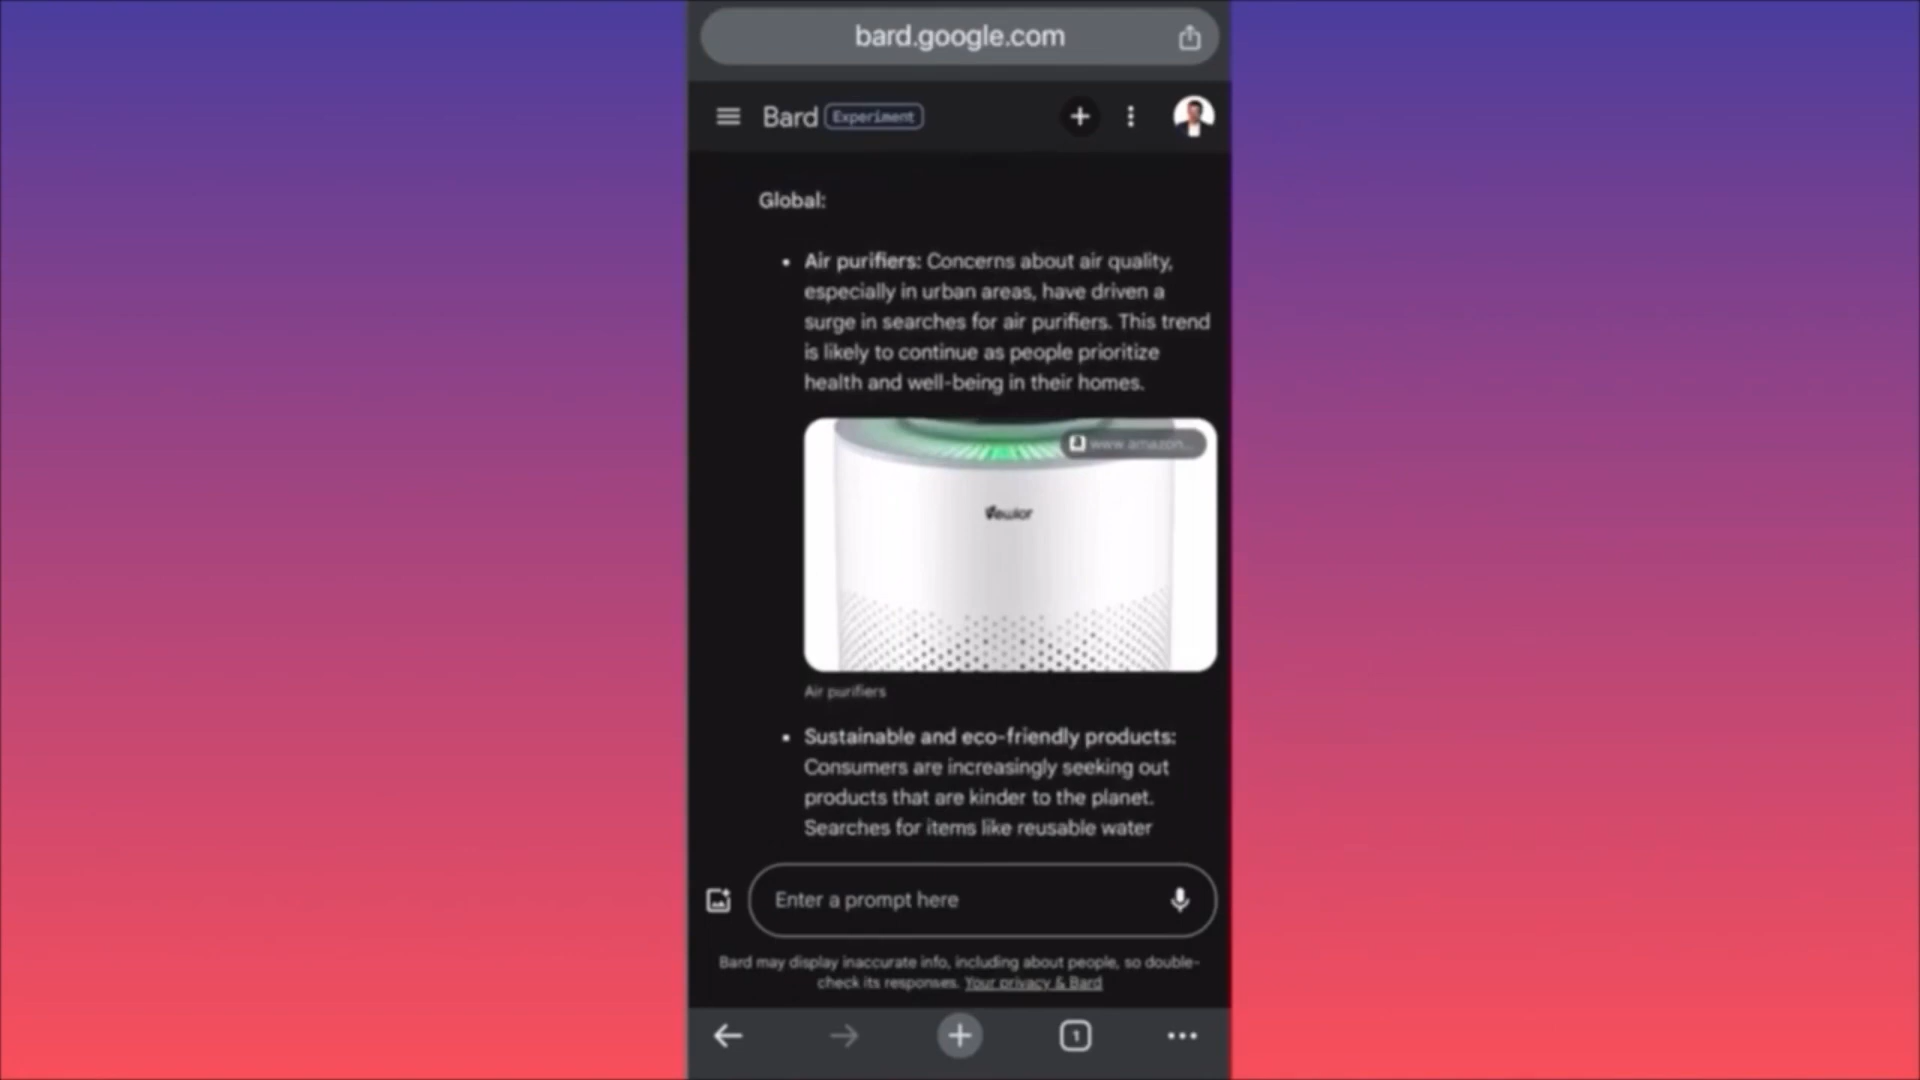 bard.google.com
Bard Experiment
Global:
• Air purifiers: Concerns about air quality,
especially in urban areas, have driven a
surge in searches for air purifiers. This trend
is likely to continue as people prioritize
health and well-being in their homes.
www.amazon...
Air purifiers
• Sustainable and eco-friendly products:
Consumers are increasingly seeking out
products that are kinder to the planet.
Searches for items like reusable water
Enter a prompt here
Bard may display inaccurate info, including about people, so double-
check its responses. Your privacy & Bard
1